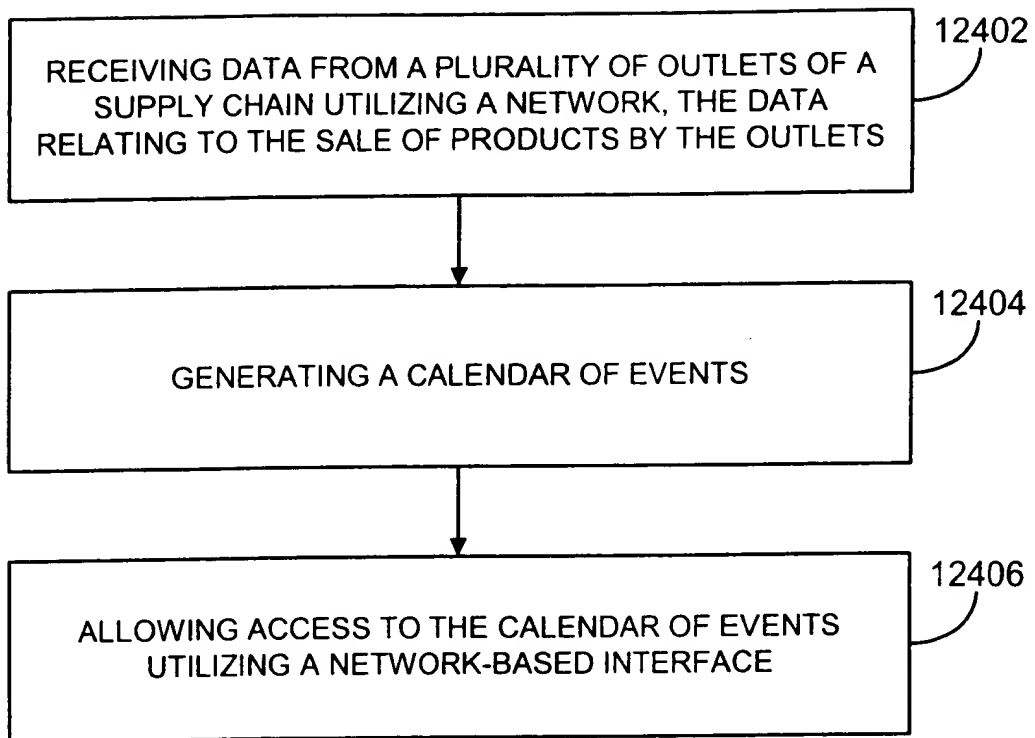 12402
RECEIVING DATA FROM A PLURALITY OF OUTLETS OF A
SUPPLY CHAIN UTILIZING A NETWORK, THE DATA
RELATING TO THE SALE OF PRODUCTS BY THE OUTLETS
12404
GENERATING A CALENDAR OF EVENTS
12406
ALLOWING ACCESS TO THE CALENDAR OF EVENTS
UTILIZING A NETWORK-BASED INTERFACE